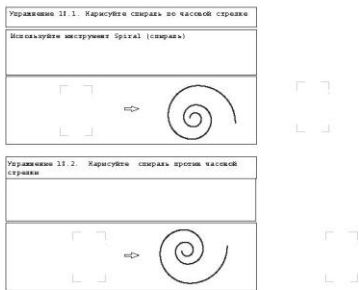 Упражнение 18.1. Нарисуйте спираль по часовой стрелке
Используйте инструмент Spiral (спираль)
Упражнение 18.2. Нарисуйте спираль против часовой
стрелки